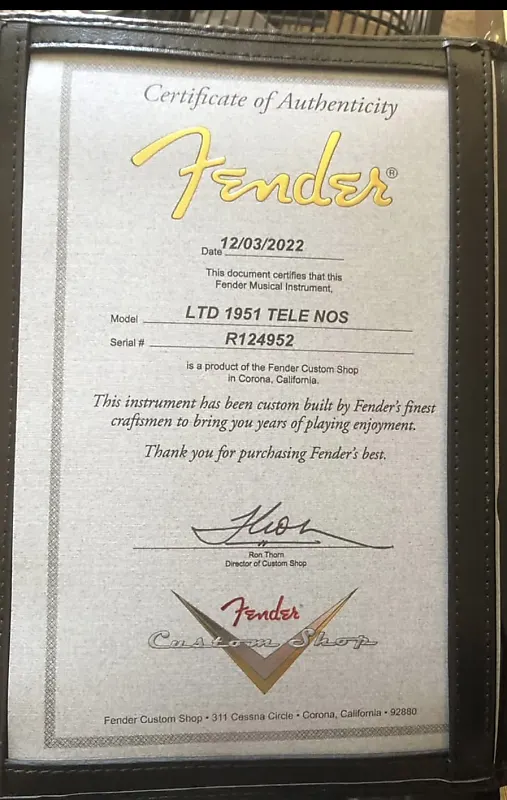 Certificate of Authenticity
Fender®
Date 12/03/2022
This document certifies that this
Fender Musical Instrument,
Model LTD 1951 TELE NOS
Serial # R124952
is a product of the Fender Custom Shop
in Corona, California.
This instrument has been custom built by Fender's finest
craftsmen to bring you years of playing enjoyment.
Thank you for purchasing Fender's best.
Ron Thorn
Director of Custom Shop
Fender
Custom Shop
Fender Custom Shop • 311 Cessna Circle • Corona, California • 92880